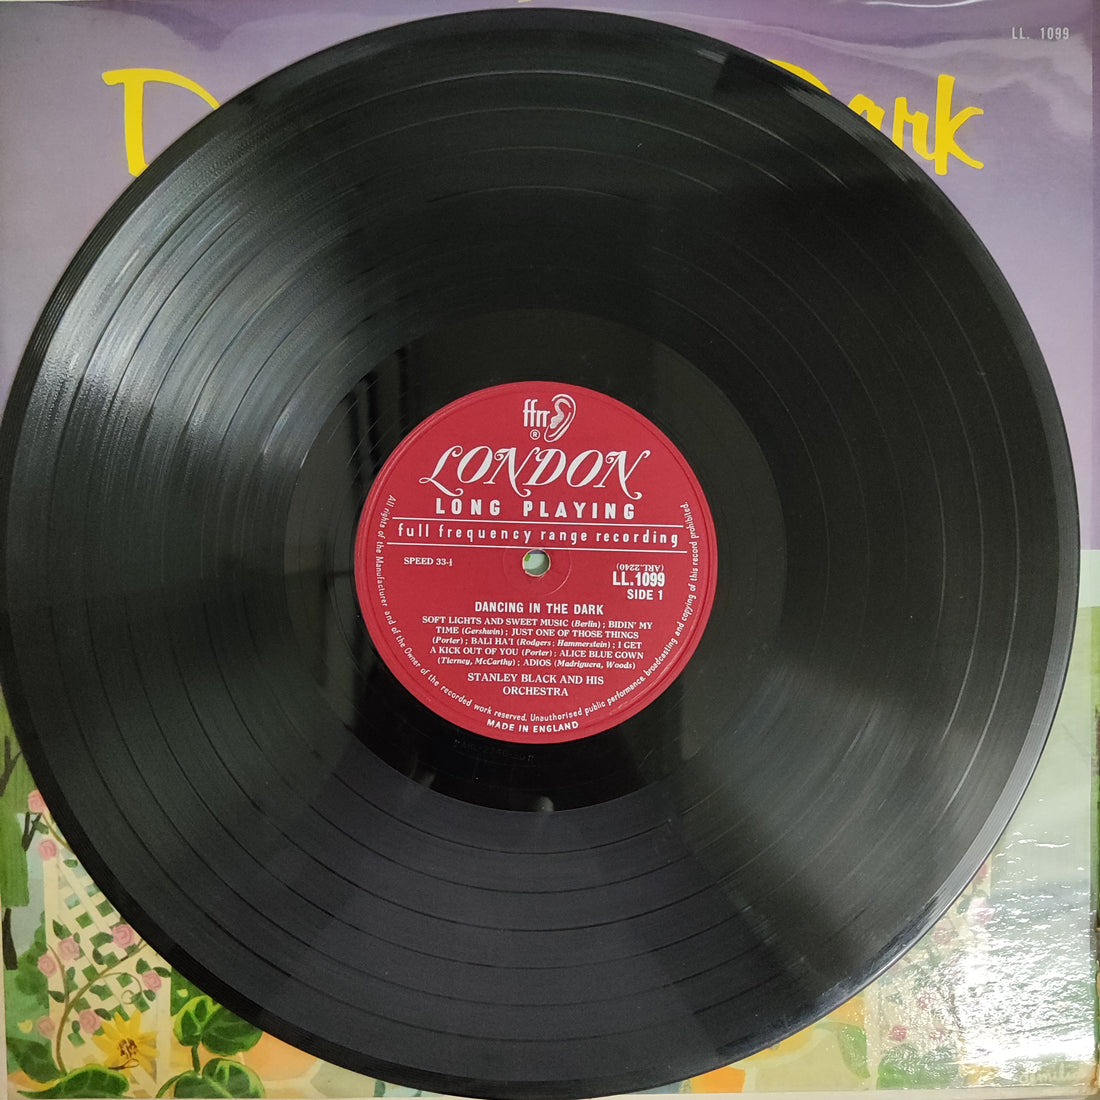 LL. 1099
D
ark
ffrr
®
LONDON
LONG PLAYING
full frequency range recording
SPEED 33⅓
(ARL.2240)
LL.1099
SIDE 1
DANCING IN THE DARK
SOFT LIGHTS AND SWEET MUSIC (Berlin) ; BIDIN' MY
TIME (Gershwin) ; JUST ONE OF THOSE THINGS
(Porter) ; BALI HA'I (Rodgers ; Hammerstein) ; I GET
A KICK OUT OF YOU (Porter) ; ALICE BLUE GOWN
(Tierney, McCarthy) ; ADIOS (Madriguera, Woods)
STANLEY BLACK AND HIS
ORCHESTRA
All rights of the Manufacturer and of the Owner of the recorded work reserved. Unauthorised public performance, broadcasting and copying of this record prohibited.
MADE IN ENGLAND